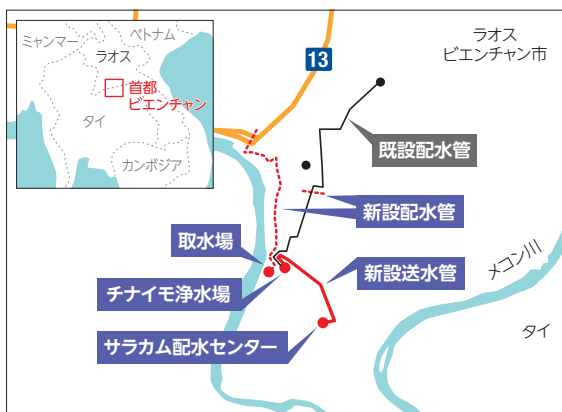 ミャンマー
ベトナム
ラオス
首都
ビエンチャン
タイ
カンボジア
13
ラオス
ビエンチャン市
既設配水管
新設配水管
取水場
メコン川
新設送水管
チナイモ浄水場
タイ
サラカム配水センター